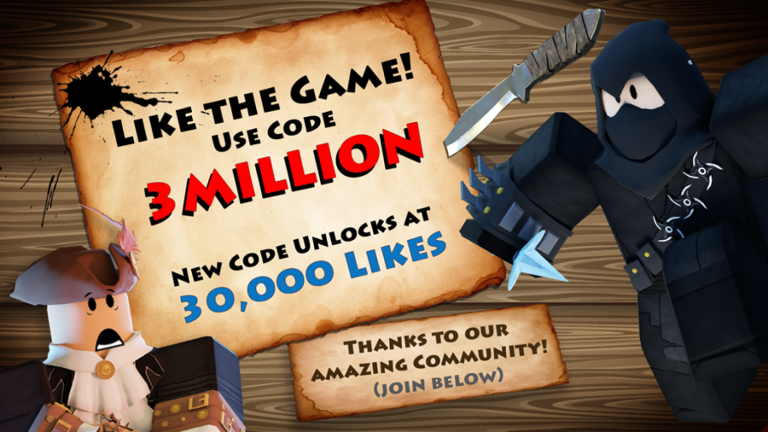 Like the Game!
Use Code
3Million
New Code Unlocks at
30,000 Likes
Thanks to our
amazing Community!
(join below)